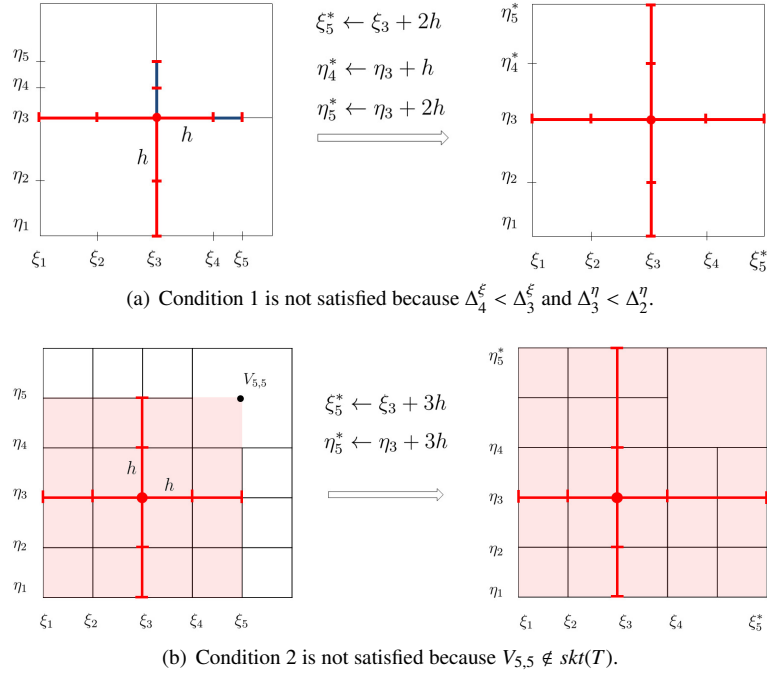 ξ₅* ← ξ₃ + 2h
η₄* ← η₃ + h
η₅* ← η₃ + 2h
η₅
η₄
η₃
η₂
η₁
h
h
ξ₁ ξ₂ ξ₃ ξ₄ ξ₅
η₅*
η₄*
η₃
η₂
η₁
ξ₁ ξ₂ ξ₃ ξ₄ ξ₅*
(a) Condition 1 is not satisfied because Δ₄^ξ < Δ₃^ξ and Δ₃^η < Δ₂^η.
V₅,₅
η₅
η₄
η₃
η₂
η₁
h
h
ξ₁ ξ₂ ξ₃ ξ₄ ξ₅
ξ₅* ← ξ₃ + 3h
η₅* ← η₃ + 3h
η₅*
η₄
η₃
η₂
η₁
ξ₁ ξ₂ ξ₃ ξ₄ ξ₅*
(b) Condition 2 is not satisfied because V₅,₅ ∉ skt(T).